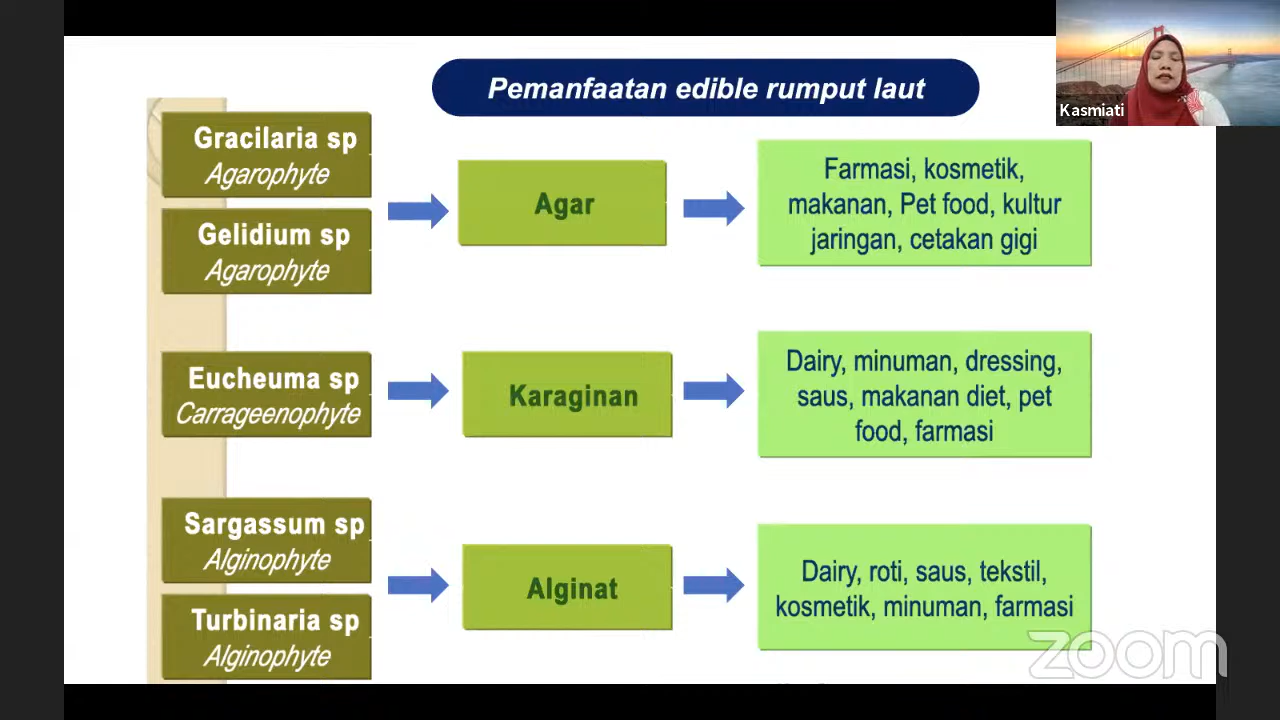 Pemanfaatan edible rumput laut
Kasmiati
Gracilaria sp
Agarophyte
Gelidium sp
Agarophyte
Agar
Farmasi, kosmetik,
makanan, Pet food, kultur
jaringan, cetakan gigi
Eucheuma sp
Carrageenophyte
Karaginan
Dairy, minuman, dressing,
saus, makanan diet, pet
food, farmasi
Sargassum sp
Alginophyte
Turbinaria sp
Alginophyte
Alginat
Dairy, roti, saus, tekstil,
kosmetik, minuman, farmasi
zoom